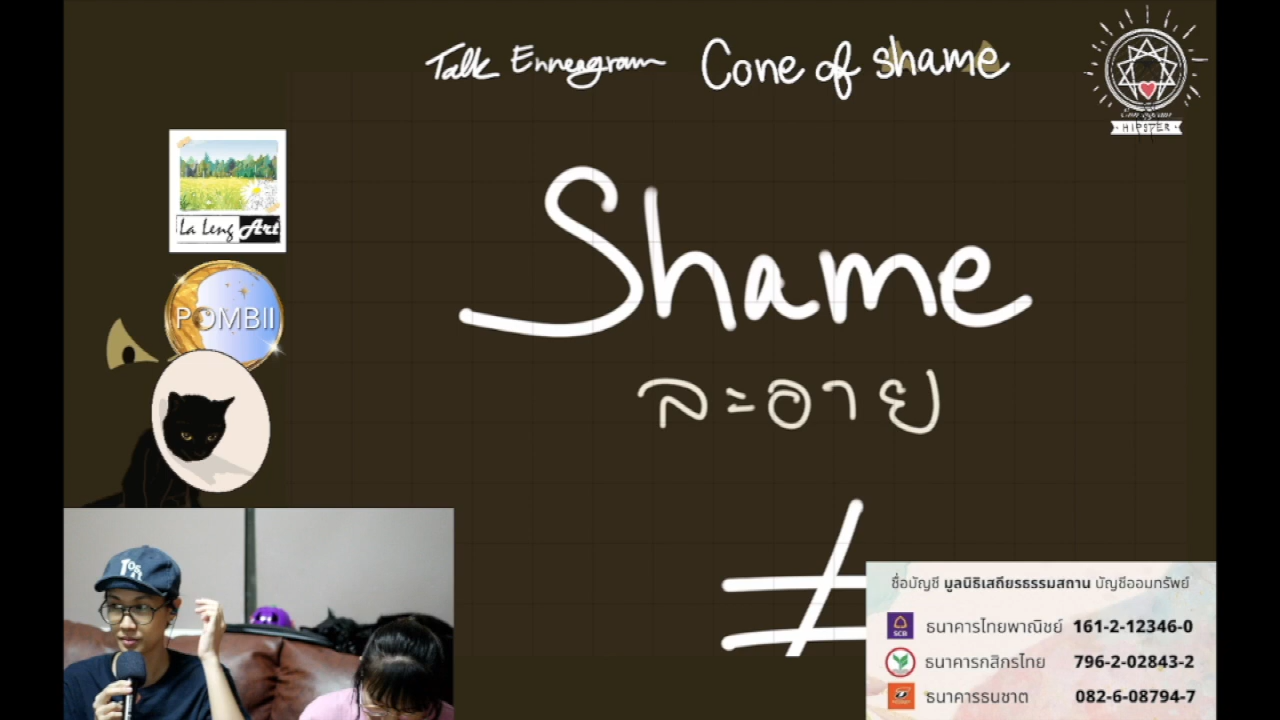 Talk Enneagram Cone of shame
HIPSTER
La Leng Art
POMBII
Shame
ละอาย
≠
ชื่อบัญชี มูลนิธิเสถียรธรรมสถาน บัญชีออมทรัพย์
SCB
ธนาคารไทยพาณิชย์ 161-2-12346-0
ธนาคารกสิกรไทย 796-2-02843-2
ธนาคารธนชาต 082-6-08794-7